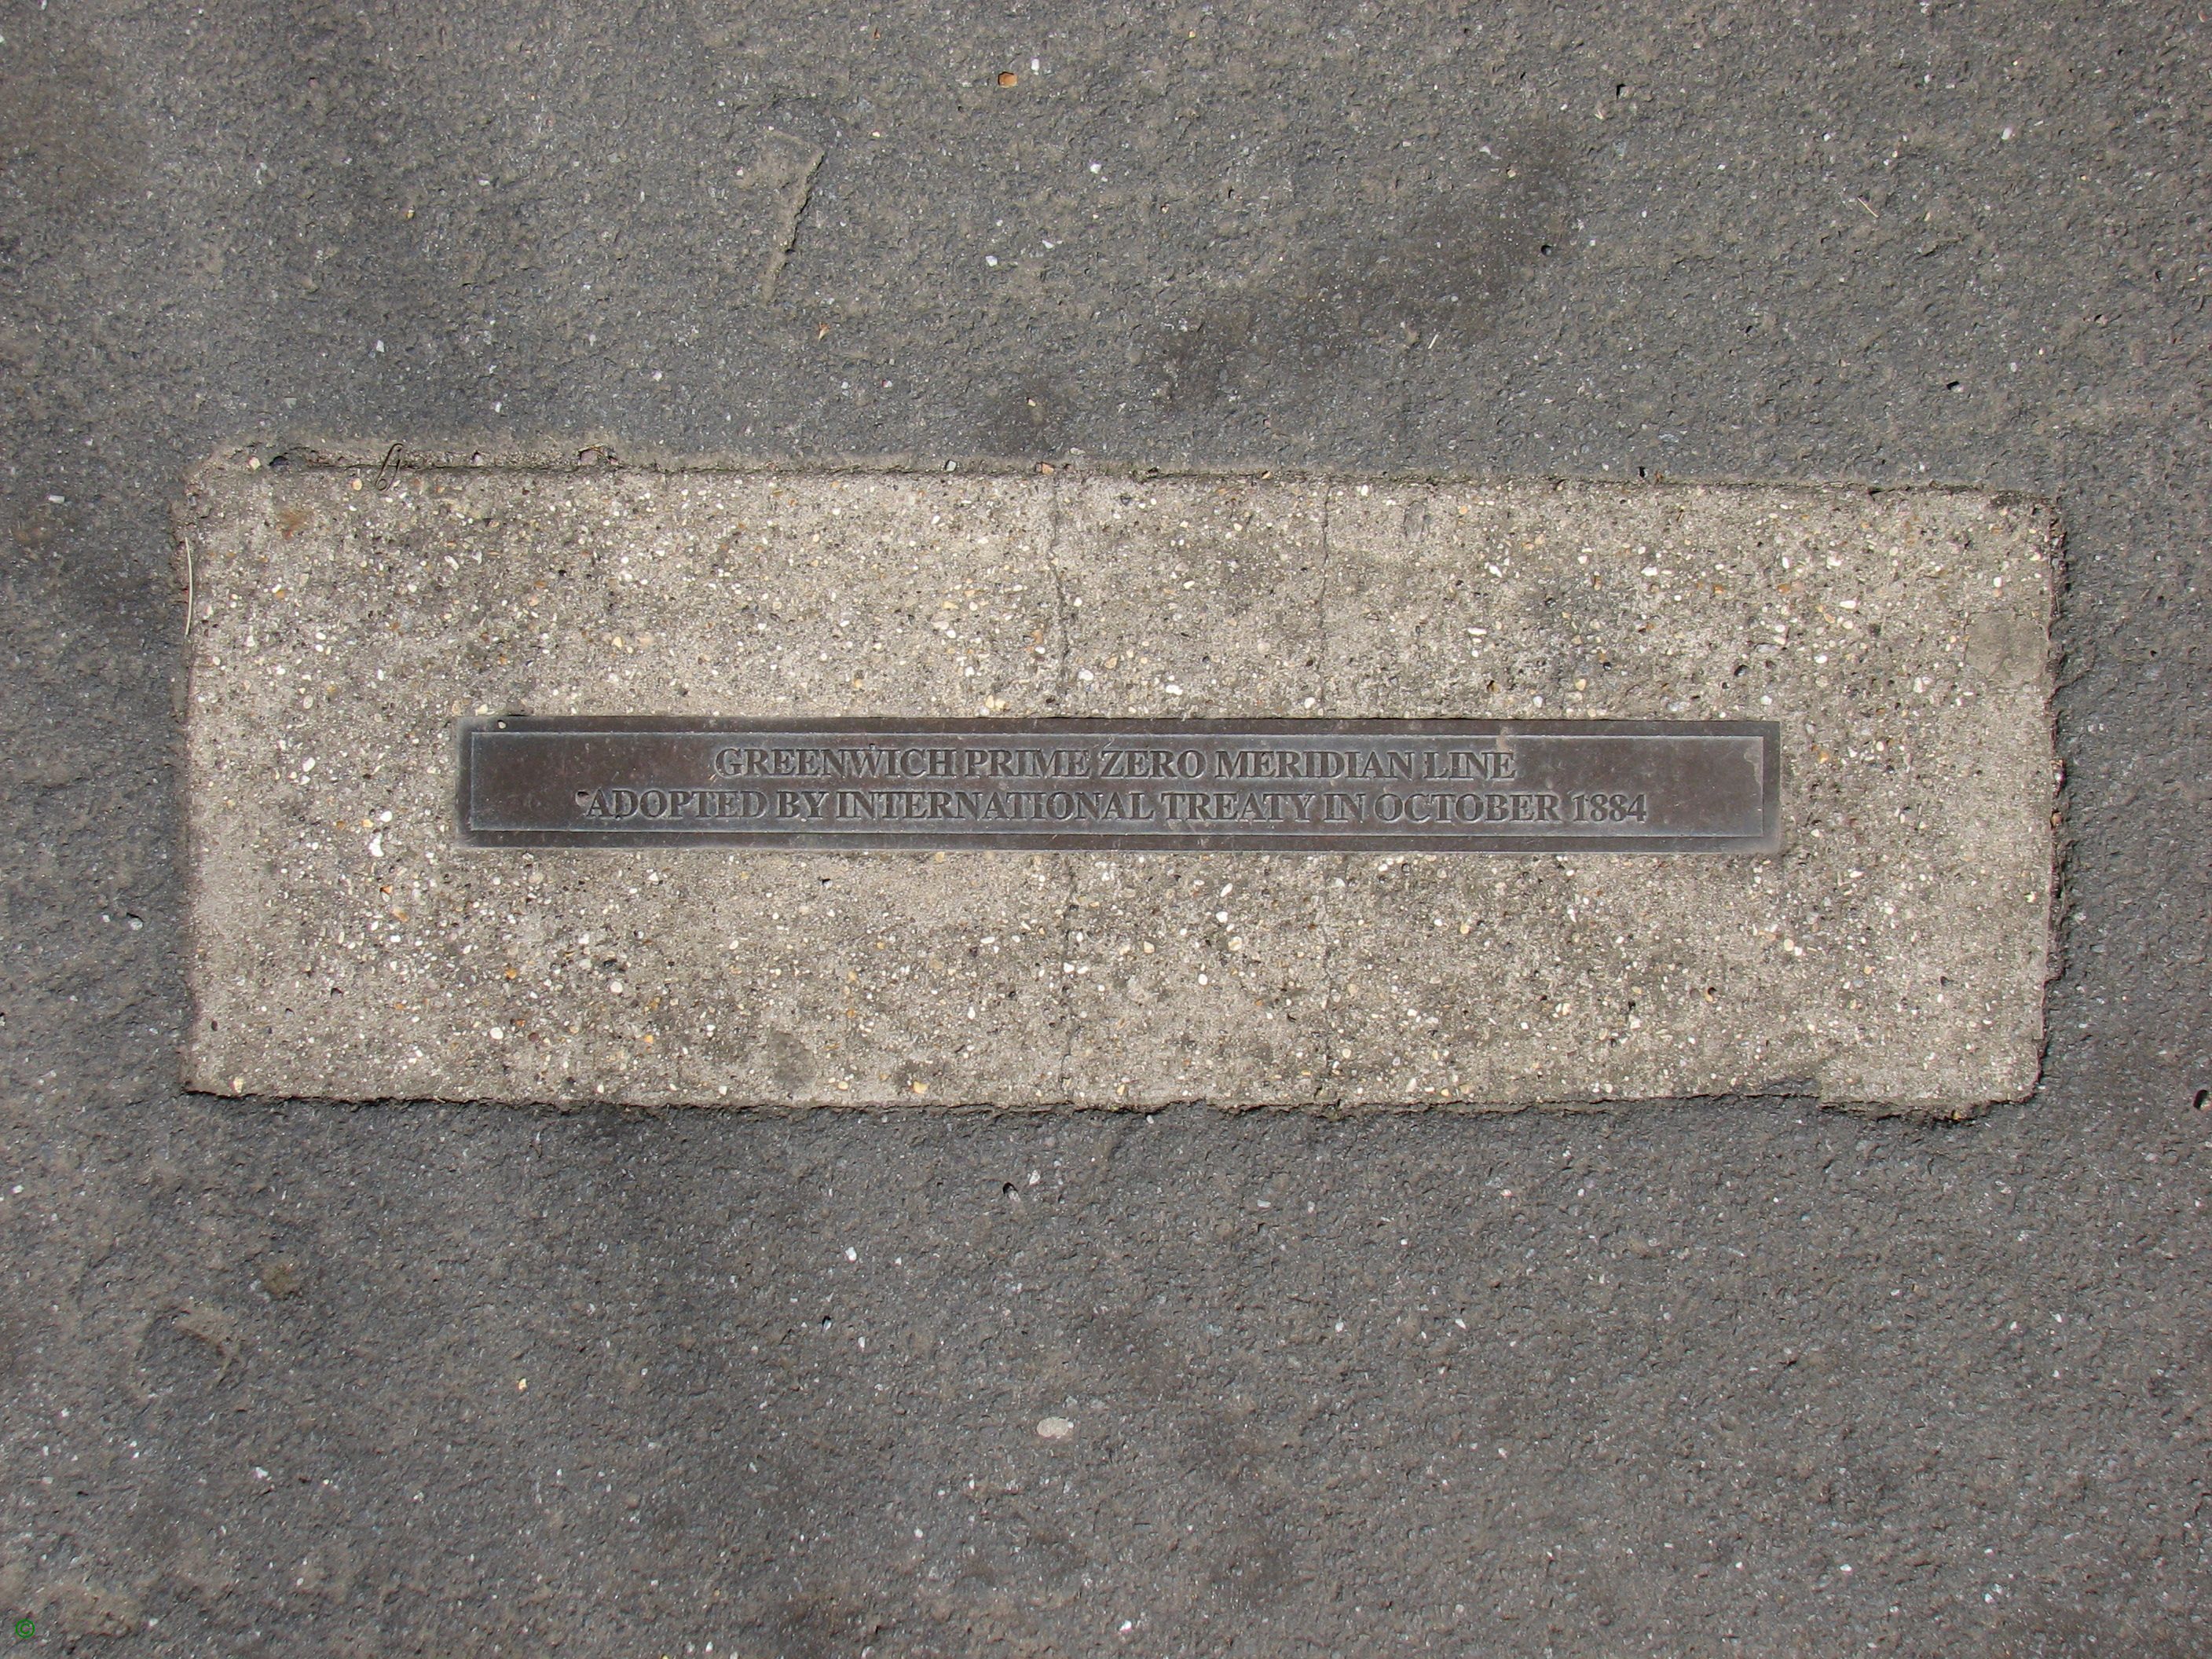 GREENWICH PRIME ZERO MERIDIAN LINE
ADOPTED BY INTERNATIONAL TREATY IN OCTOBER 1884
©